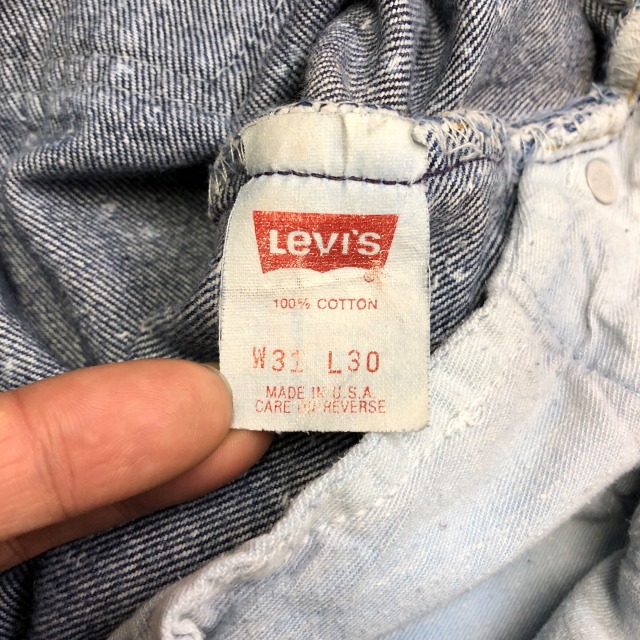 Levi's
100% COTTON
W31 L30
MADE IN U.S.A.
CARE ON REVERSE